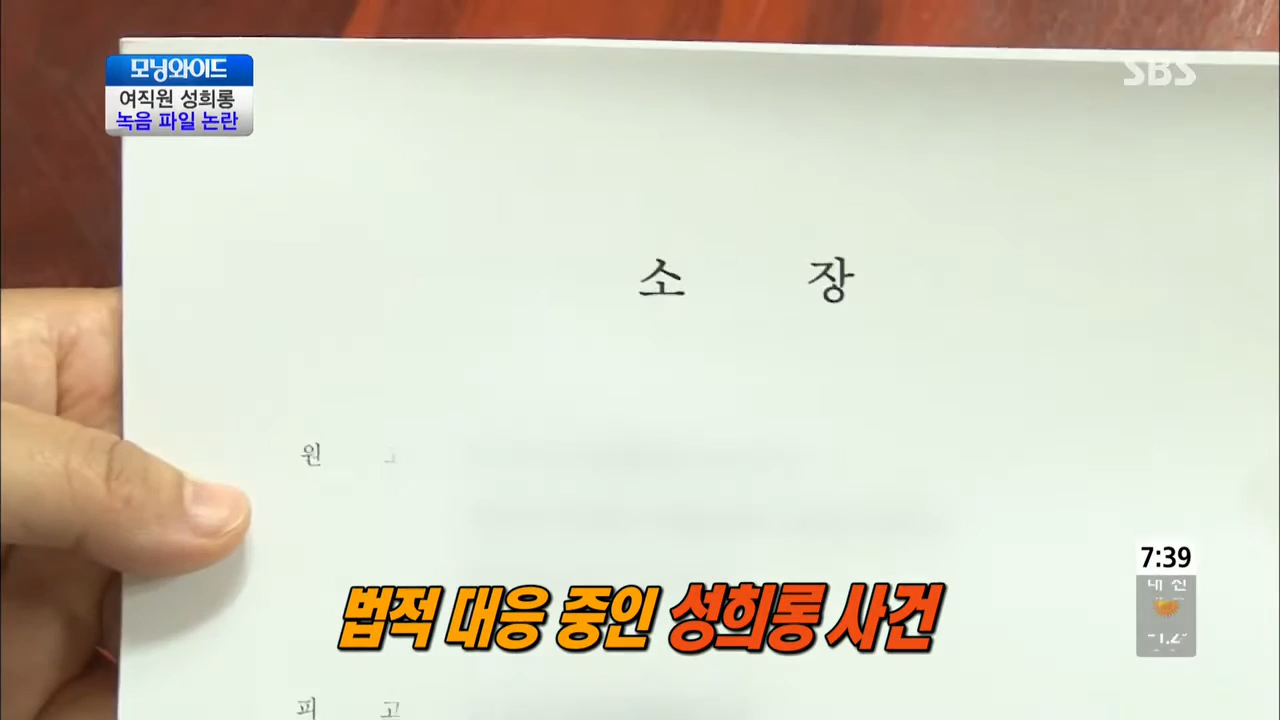 모닝와이드
여직원 성희롱
녹음 파일 논란
SBS
소 장
원
법적 대응 중인 성희롱 사건
7:39
피 고